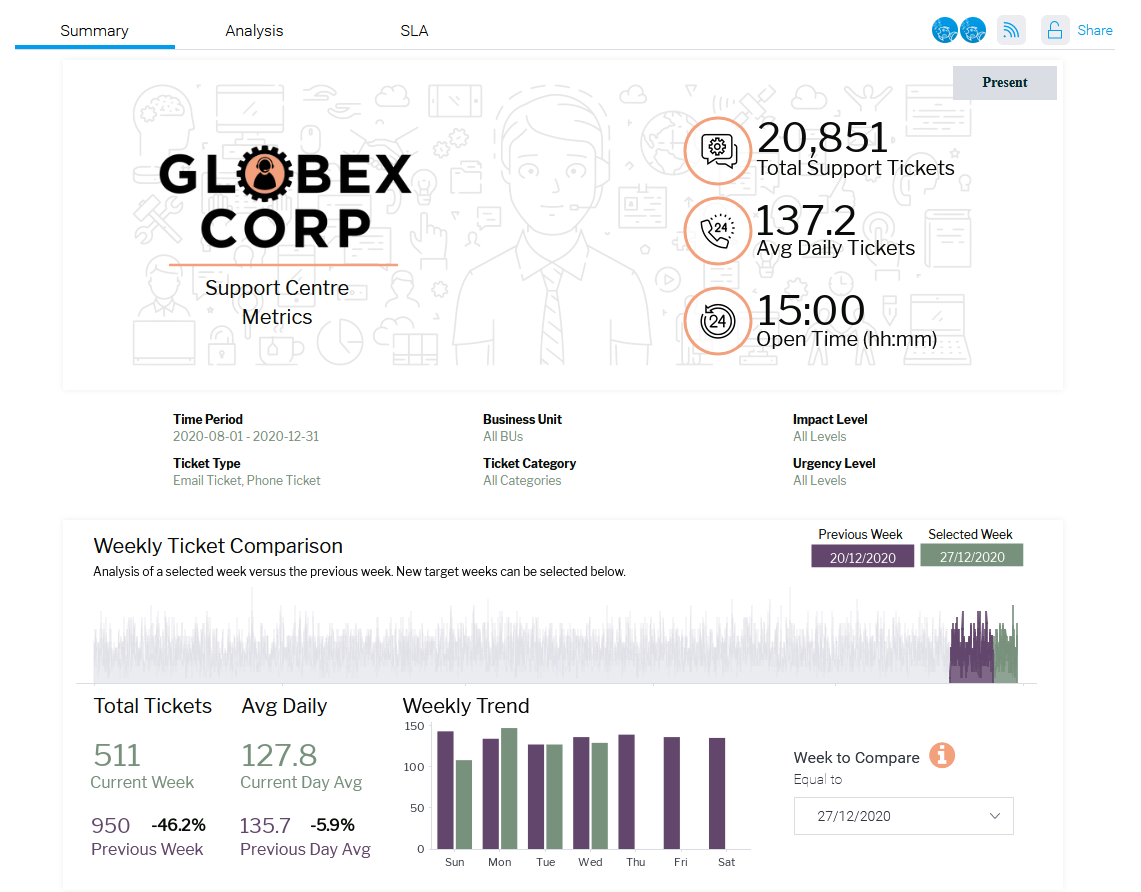 Summary
Analysis
SLA
Share
Present
GLOBEX
CORP
Support Centre
Metrics
20,851
Total Support Tickets
24
137.2
Avg Daily Tickets
24
15:00
Open Time (hh:mm)
Time Period
2020-08-01 - 2020-12-31
Business Unit
All BUs
Impact Level
All Levels
Ticket Type
Email Ticket, Phone Ticket
Ticket Category
All Categories
Urgency Level
All Levels
Weekly Ticket Comparison
Analysis of a selected week versus the previous week. New target weeks can be selected below.
Previous Week
20/12/2020
Selected Week
27/12/2020
Total Tickets
511
Current Week
950 -46.2%
Previous Week
Avg Daily
127.8
Current Day Avg
135.7 -5.9%
Previous Day Avg
Weekly Trend
150
100
50
0
Sun Mon Tue Wed Thu Fri Sat
Week to Compare i
Equal to
27/12/2020